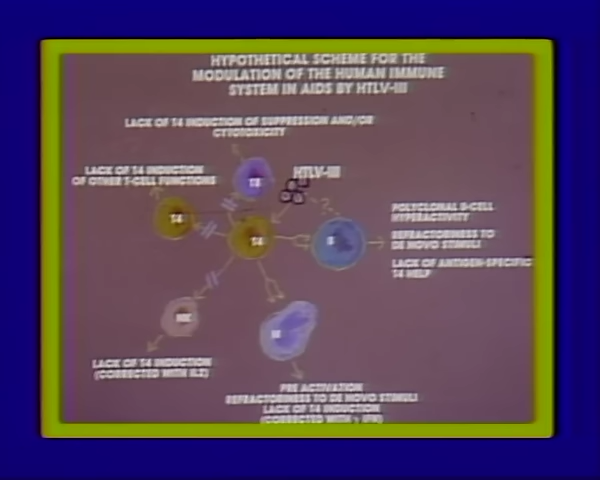 HYPOTHETICAL SCHEME FOR THE
MODULATION OF THE HUMAN IMMUNE
SYSTEM IN AIDS BY HTLV-III
LACK OF T4 INDUCTION OF SUPPRESSION AND/OR
CYTOTOXICITY
LACK OF T4 INDUCTION
OF OTHER T-CELL FUNCTIONS
HTLV-III
T8
?
T4
T4
B
POLYCLONAL B-CELL
HYPERACTIVITY
REFRACTORINESS TO
DE NOVO STIMULI
LACK OF ANTIGEN-SPECIFIC
T4 HELP
NK
M
LACK OF T4 INDUCTION
(CORRECTED WITH IL2)
PRE ACTIVATION
REFRACTORINESS TO DE NOVO STIMULI
LACK OF T4 INDUCTION
(CORRECTED WITH γ IFN)